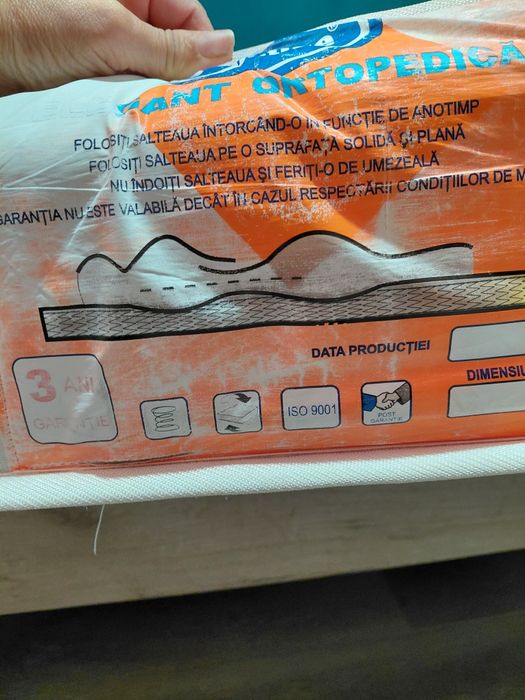 ORTOPEDICA
FOLOSIȚI SALTEAUA ÎNTORCÂND-O ÎN FUNCȚIE DE ANOTIMP
FOLOSIȚI SALTEAUA PE O SUPRAFAȚĂ SOLIDĂ ȘI PLANĂ
NU ÎNDOIȚI SALTEAUA ȘI FERIȚI-O DE UMEZEALĂ
GARANȚIA NU ESTE VALABILĂ DECÂT ÎN CAZUL RESPECTĂRII CONDIȚIILOR DE
DATA PRODUCȚIEI
DIMENSIU
3 ANI
GARANȚIE
ISO 9001
POST
GARANȚIE